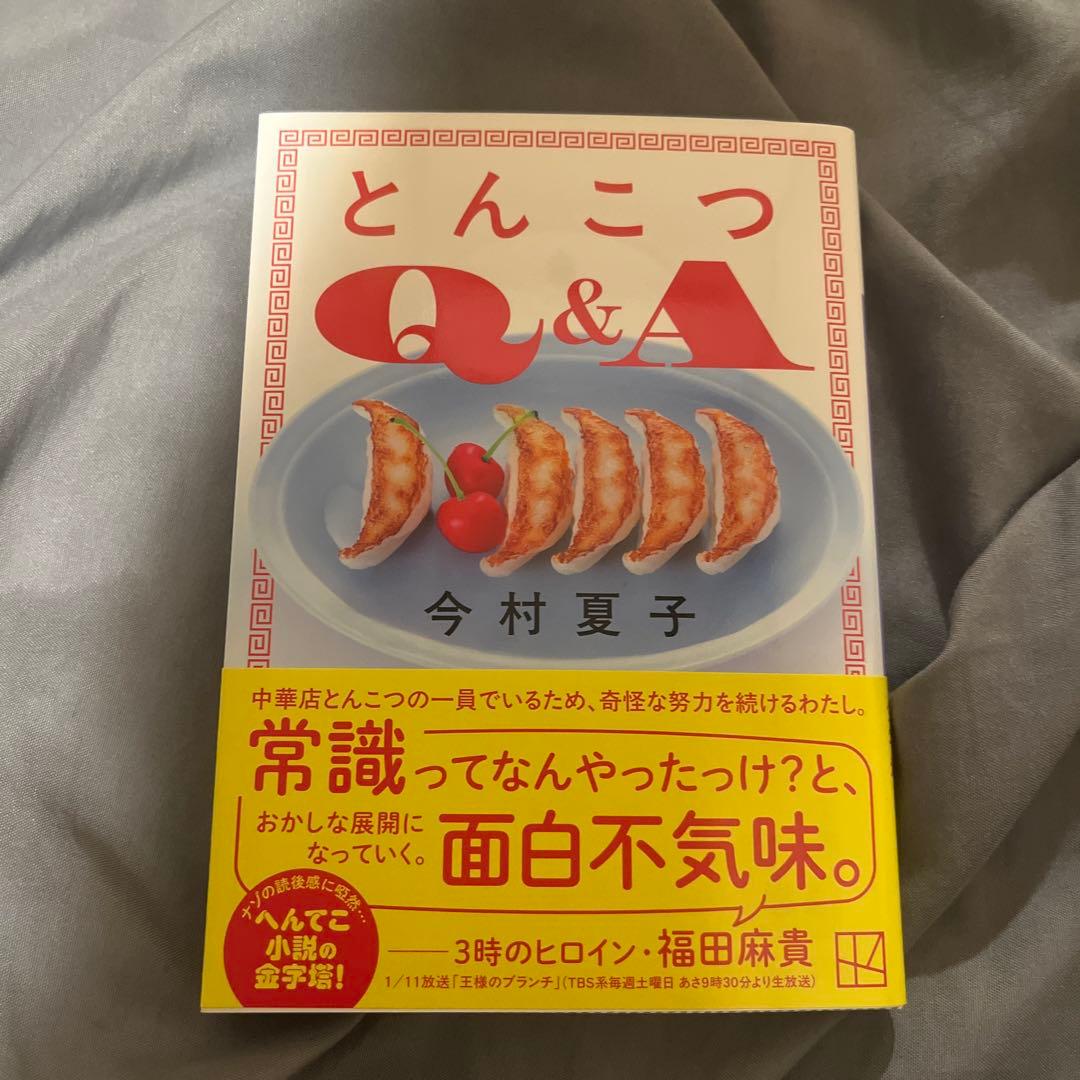 とんこつ
Q&A
今村夏子
中華店とんこつの一員でいるため、奇怪な努力を続けるわたし。
常識ってなんやったっけ？と、
おかしな展開に
なっていく。
面白不気味。
3時のヒロイン・福田麻貴
1/11放送「王様のブランチ」(TBS系毎週土曜日 あさ9時30分より生放送)
ナゾの読後感に啞然…
へんてこ
小説の
金字塔！